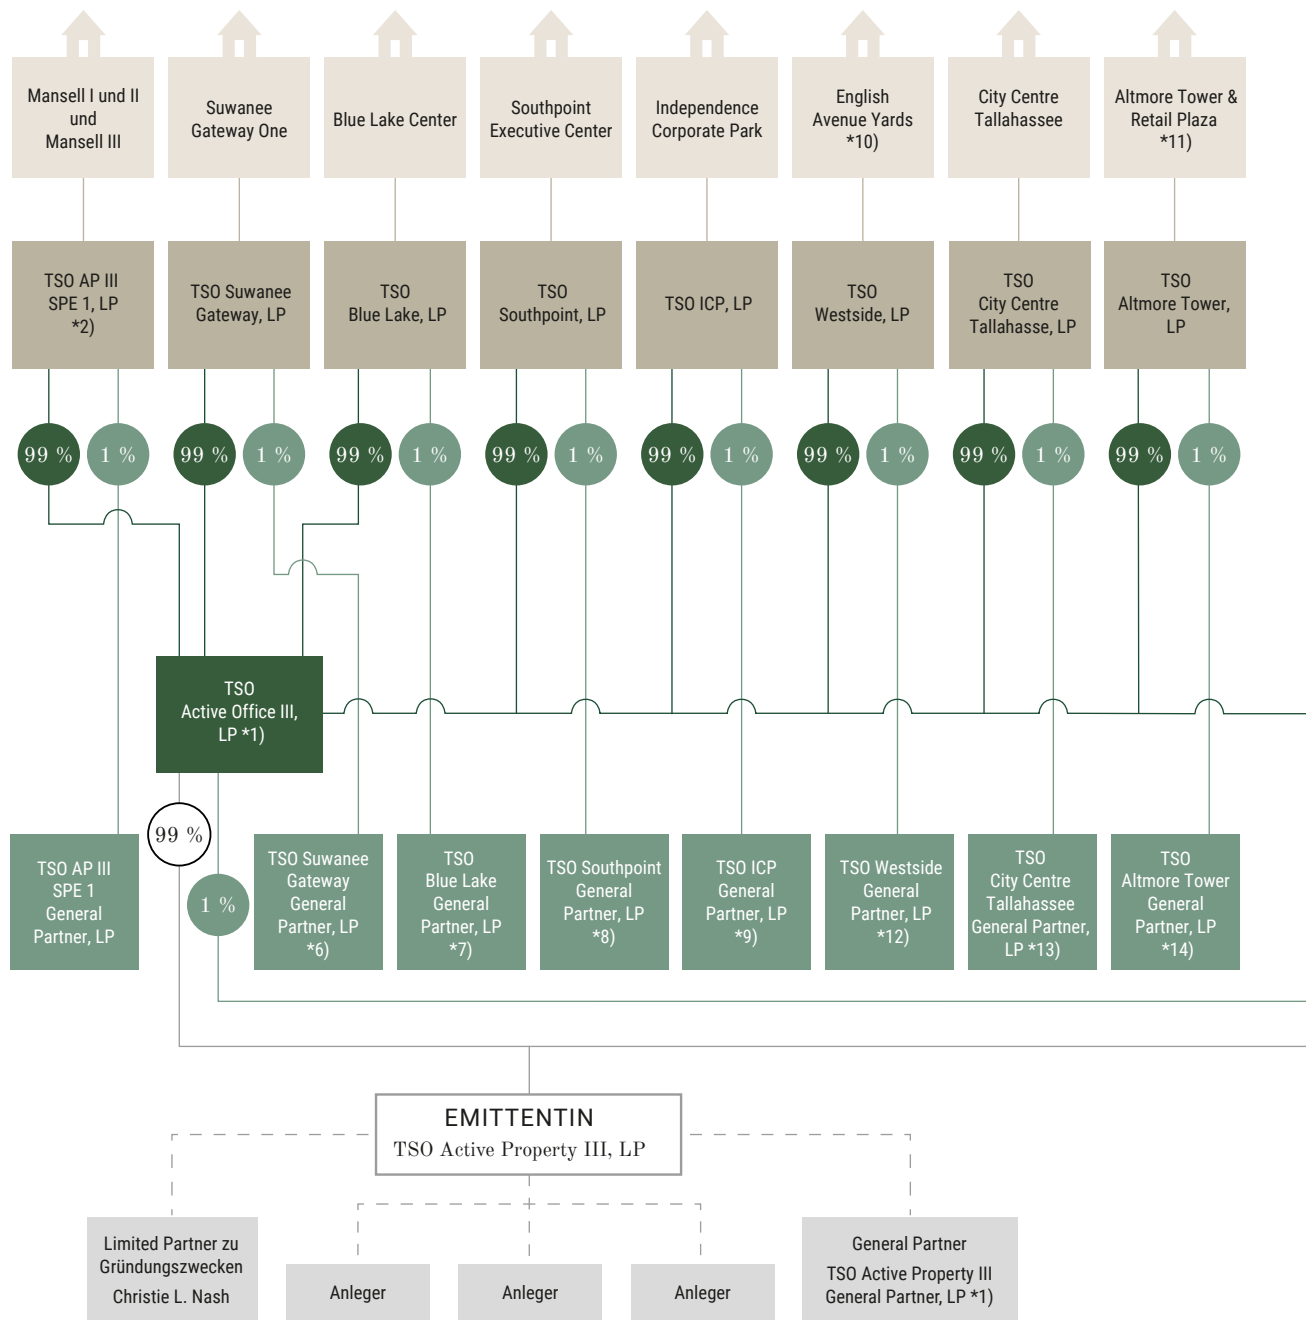 Mansell I und II
und
Mansell III
Suwanee
Gateway One
Blue Lake Center
Southpoint
Executive Center
Independence
Corporate Park
English
Avenue Yards
*10)
City Centre
Tallahassee
Altmore Tower &
Retail Plaza
*11)
TSO AP III
SPE 1, LP
*2)
TSO Suwanee
Gateway, LP
TSO
Blue Lake, LP
TSO
Southpoint, LP
TSO ICP, LP
TSO
Westside, LP
TSO
City Centre
Tallahasse, LP
TSO
Altmore Tower,
LP
99 %
1 %
99 %
1 %
99 %
1 %
99 %
1 %
99 %
1 %
99 %
1 %
99 %
1 %
99 %
1 %
TSO
Active Office III,
LP *1)
99 %
1 %
TSO AP III
SPE 1
General
Partner, LP
TSO Suwanee
Gateway
General
Partner, LP
*6)
TSO
Blue Lake
General
Partner, LP
*7)
TSO Southpoint
General
Partner, LP
*8)
TSO ICP
General
Partner, LP
*9)
TSO Westside
General
Partner, LP
*12)
TSO
City Centre
Tallahassee
General Partner,
LP *13)
TSO
Altmore Tower
General
Partner, LP
*14)
EMITTENTIN
TSO Active Property III, LP
Limited Partner zu
Gründungszwecken
Christie L. Nash
Anleger
Anleger
Anleger
General Partner
TSO Active Property III
General Partner, LP *1)